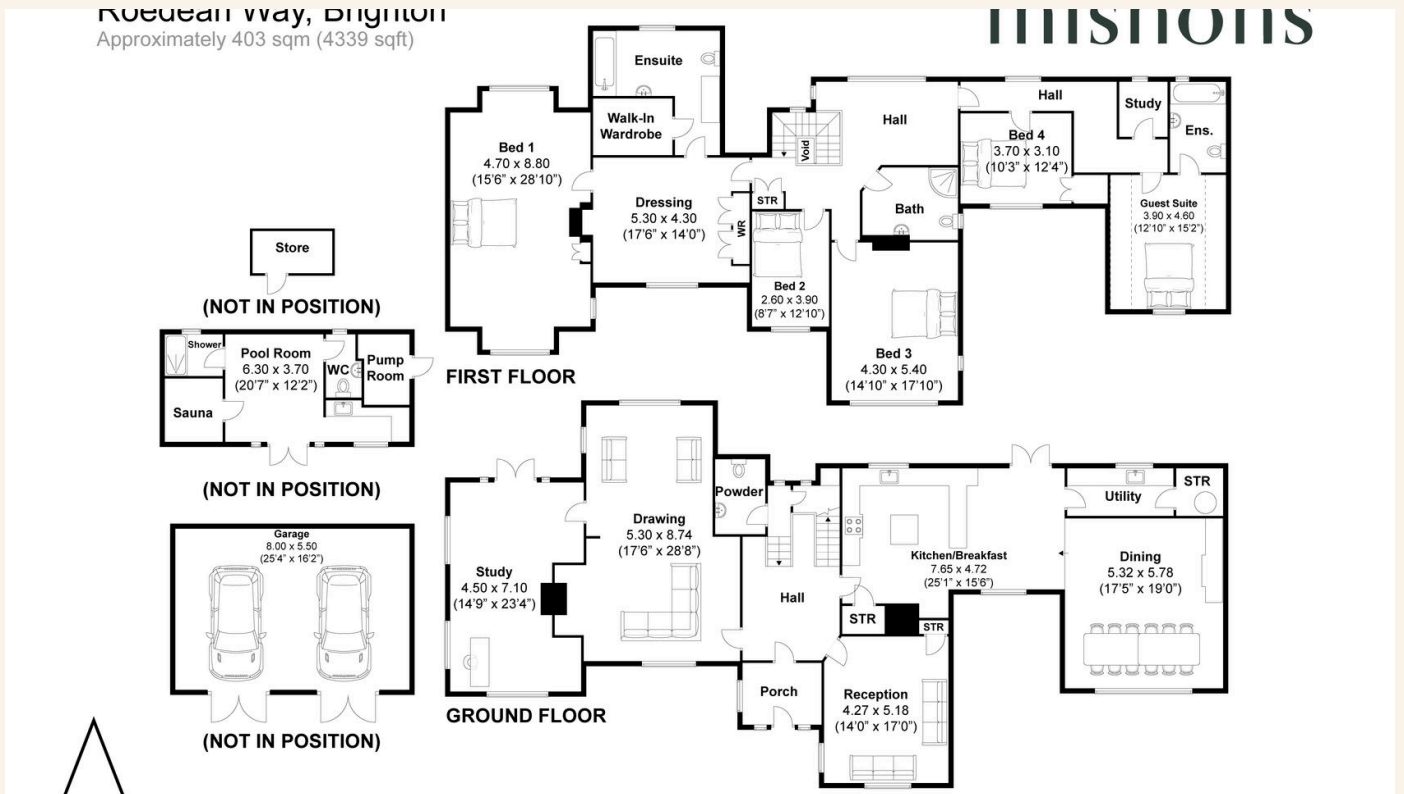 Roedean Way, Brighton
Approximately 403 sqm (4339 sqft)
mishons
Ensuite
Walk-In
Wardrobe
Bed 1
4.70 x 8.80
(15'6" x 28'10")
Dressing
5.30 x 4.30
(17'6" x 14'0")
WR
STR
Void
Hall
Bath
Bed 2
2.60 x 3.90
(8'7" x 12'10")
Bed 3
4.30 x 5.40
(14'10" x 17'10")
Hall
Bed 4
3.70 x 3.10
(10'3" x 12'4")
Study
Ens.
Guest Suite
3.90 x 4.60
(12'10" x 15'2")
FIRST FLOOR
Store
(NOT IN POSITION)
Shower
Pool Room
6.30 x 3.70
(20'7" x 12'2")
WC
Pump
Room
Sauna
(NOT IN POSITION)
Garage
8.00 x 5.50
(25'4" x 16'2")
(NOT IN POSITION)
Study
4.50 x 7.10
(14'9" x 23'4")
Drawing
5.30 x 8.74
(17'6" x 28'8")
Powder
Hall
Porch
STR
STR
Kitchen/Breakfast
7.65 x 4.72
(25'1" x 15'6")
Utility
STR
Dining
5.32 x 5.78
(17'5" x 19'0")
Reception
4.27 x 5.18
(14'0" x 17'0")
GROUND FLOOR